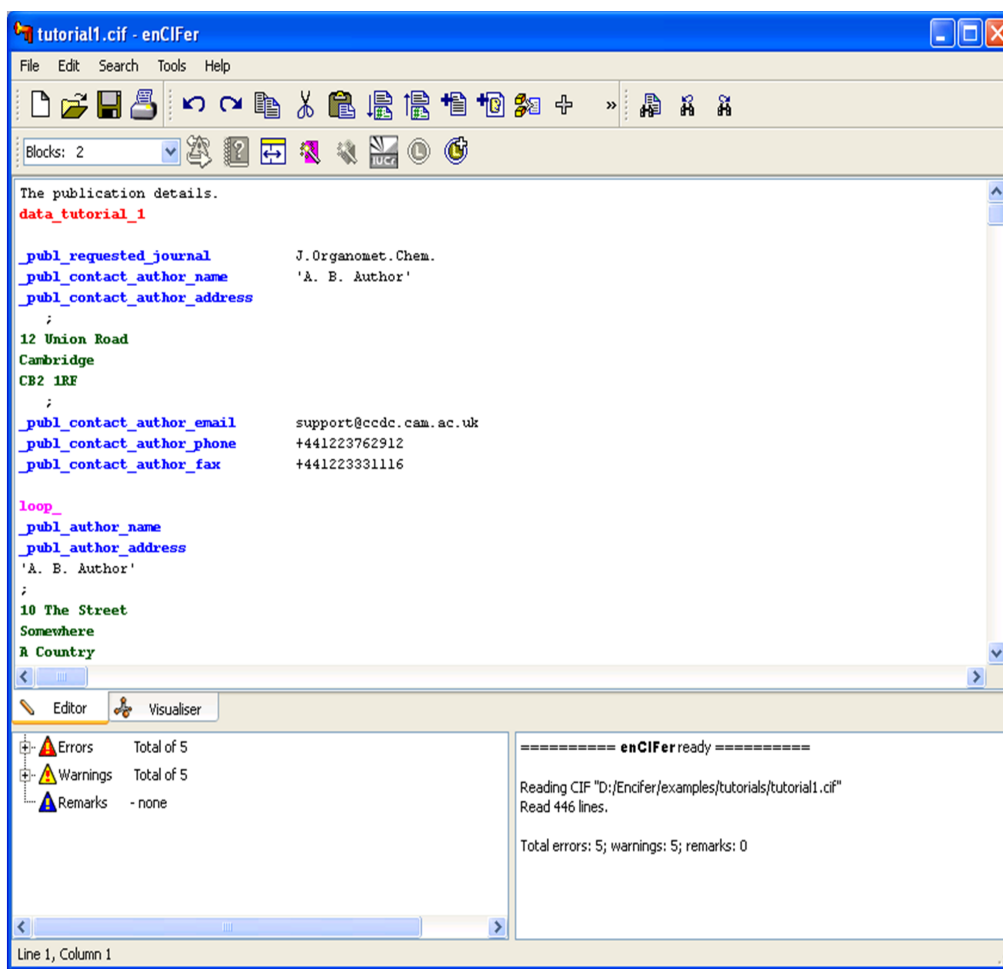 tutorial1.cif - enCIFer
File Edit Search Tools Help
»
Blocks: 2
IUCr
L
The publication details.
data_tutorial_1
_publ_requested_journal J.Organomet.Chem.
_publ_contact_author_name 'A. B. Author'
_publ_contact_author_address
;
12 Union Road
Cambridge
CB2 1RF
;
_publ_contact_author_email support@ccdc.cam.ac.uk
_publ_contact_author_phone +441223762912
_publ_contact_author_fax +441223331116
loop_
_publ_author_name
_publ_author_address
'A. B. Author'
;
10 The Street
Somewhere
A Country
Editor Visualiser
Errors Total of 5
Warnings Total of 5
Remarks - none
========== enCIFer ready ==========
Reading CIF "D:/Encifer/examples/tutorials/tutorial1.cif"
Read 446 lines.
Total errors: 5; warnings: 5; remarks: 0
Line 1, Column 1